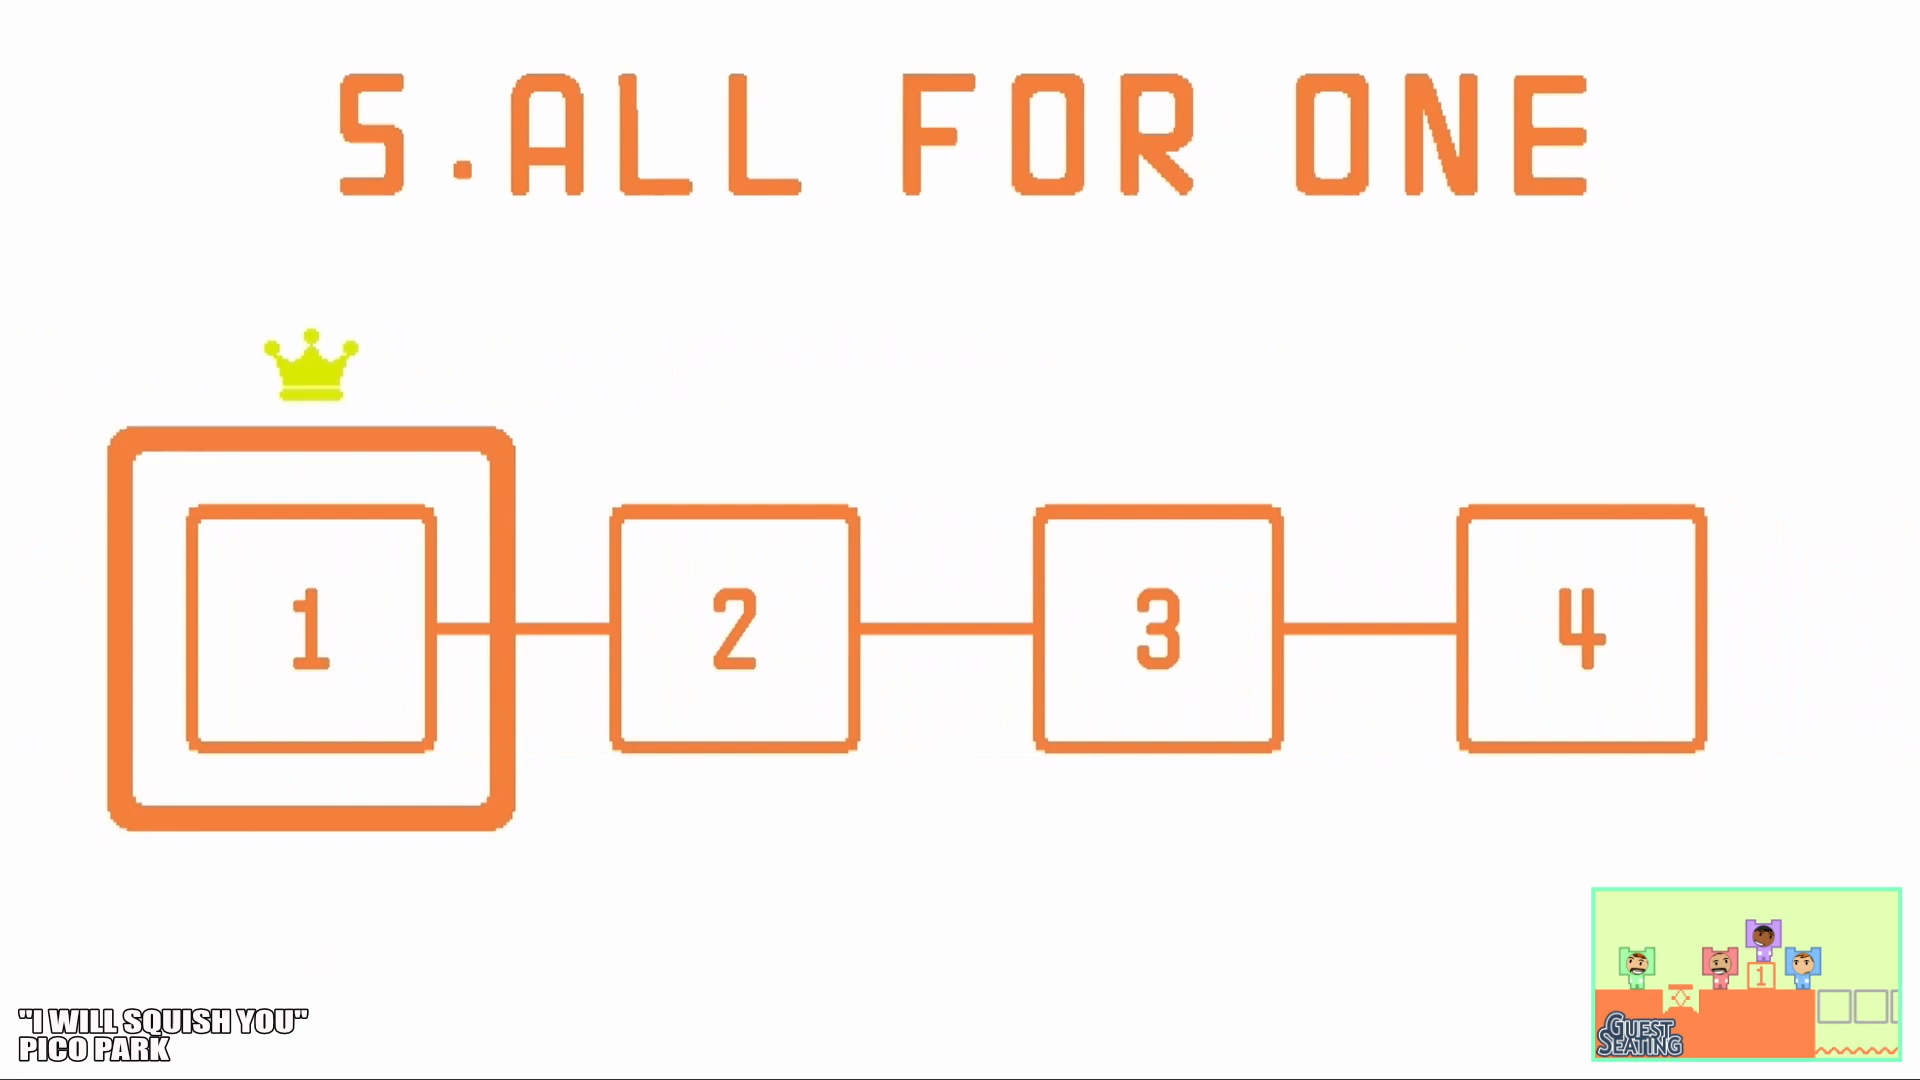 5.ALL FOR ONE
1
2
3
4
1
GUEST
SEATING
"I WILL SQUISH YOU"
PICO PARK